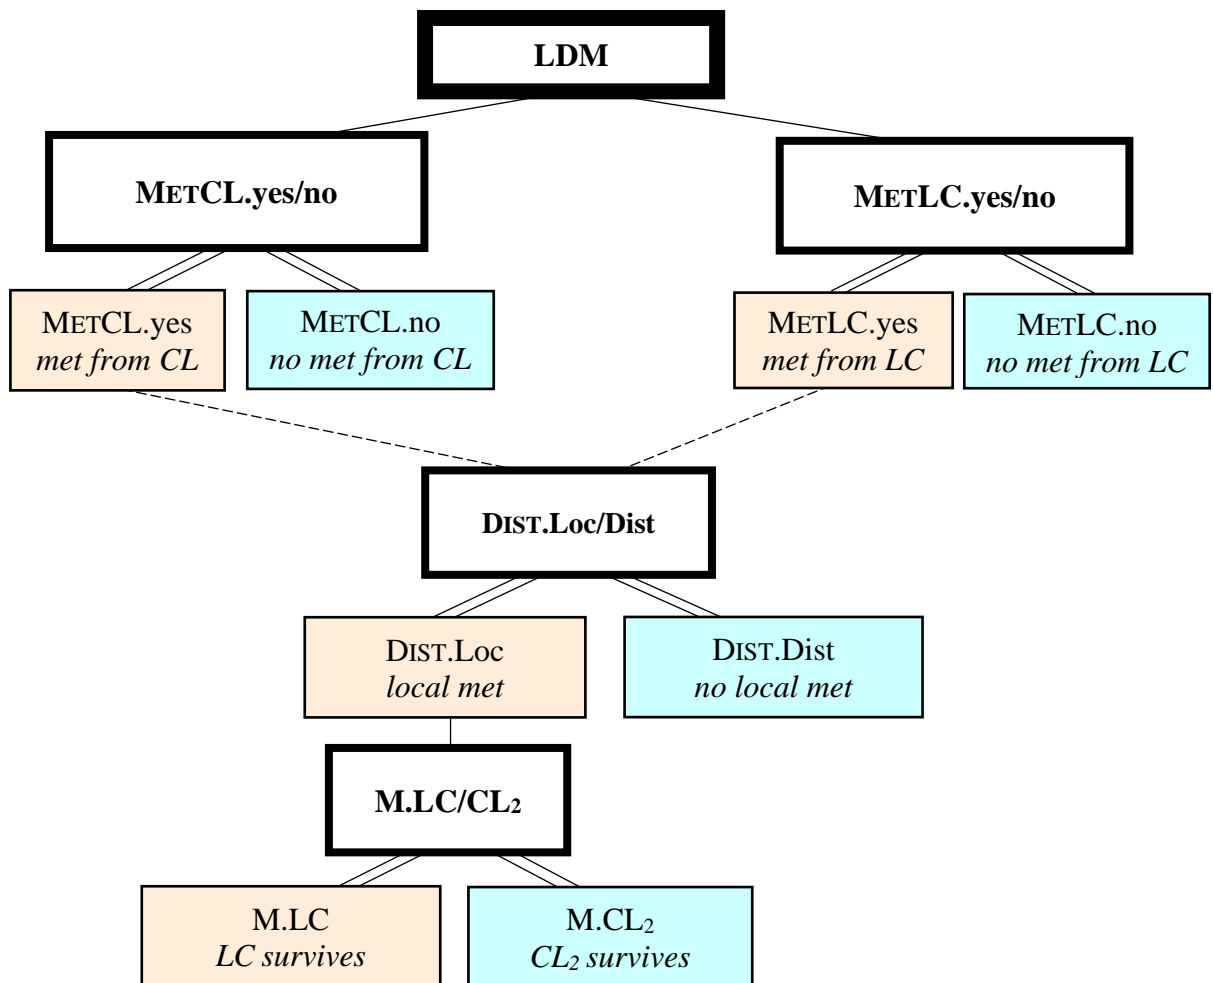 LDM
METCL.yes/no
METLC.yes/no
METCL.yes
met from CL
METCL.no
no met from CL
METLC.yes
met from LC
METLC.no
no met from LC
DIST.Loc/Dist
DIST.Loc
local met
DIST.Dist
no local met
M.LC/CL₂
M.LC
LC survives
M.CL₂
CL₂ survives